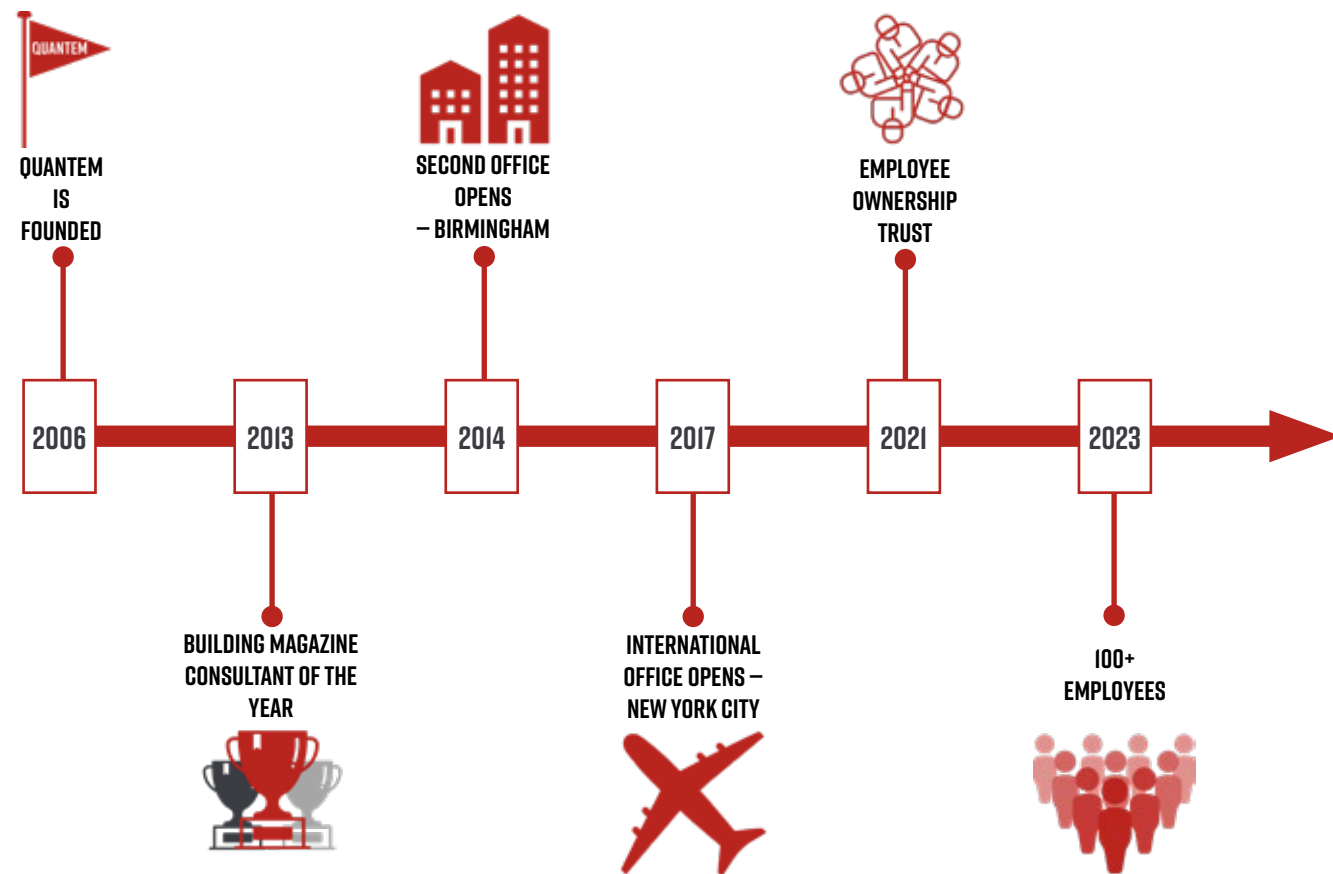 QUANTEM
QUANTEM
IS
FOUNDED
SECOND OFFICE
OPENS
– BIRMINGHAM
EMPLOYEE
OWNERSHIP
TRUST
2006
2013
2014
2017
2021
2023
BUILDING MAGAZINE
CONSULTANT OF THE
YEAR
INTERNATIONAL
OFFICE OPENS –
NEW YORK CITY
100+
EMPLOYEES